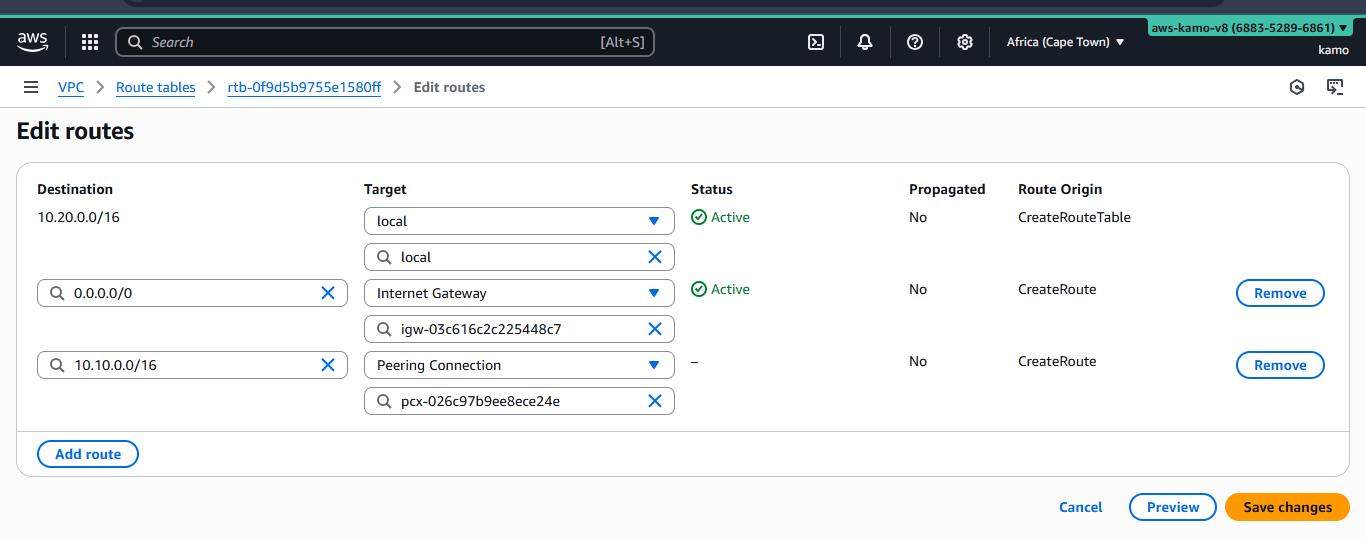 aws
Search [Alt+S]
Africa (Cape Town)
aws-kamo-v8 (6883-5289-6861)
kamo
VPC Route tables rtb-0f9d5b9755e1580ff Edit routes
Edit routes
Destination Target Status Propagated Route Origin
10.20.0.0/16 local Active No CreateRouteTable
local
0.0.0.0/0 Internet Gateway Active No CreateRoute Remove
igw-03c616c2c225448c7
10.10.0.0/16 Peering Connection – No CreateRoute Remove
pcx-026c97b9ee8ece24e
Add route
Cancel Preview Save changes